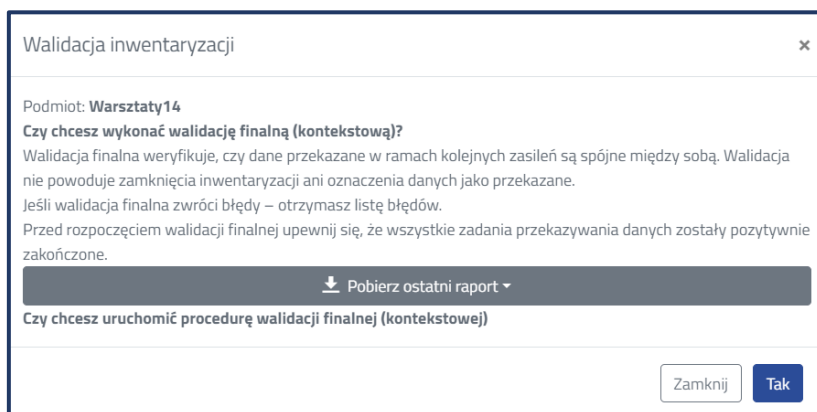 Walidacja inwentaryzacji
×
Podmiot: Warsztaty14
Czy chcesz wykonać walidację finalną (kontekstową)?
Walidacja finalna weryfikuje, czy dane przekazane w ramach kolejnych zasileń są spójne między sobą. Walidacja
nie powoduje zamknięcia inwentaryzacji ani oznaczenia danych jako przekazane.
Jeśli walidacja finalna zwróci błędy – otrzymasz listę błędów.
Przed rozpoczęciem walidacji finalnej upewnij się, że wszystkie zadania przekazywania danych zostały pozytywnie
zakończone.
Pobierz ostatni raport
Czy chcesz uruchomić procedurę walidacji finalnej (kontekstowej)
Zamknij Tak